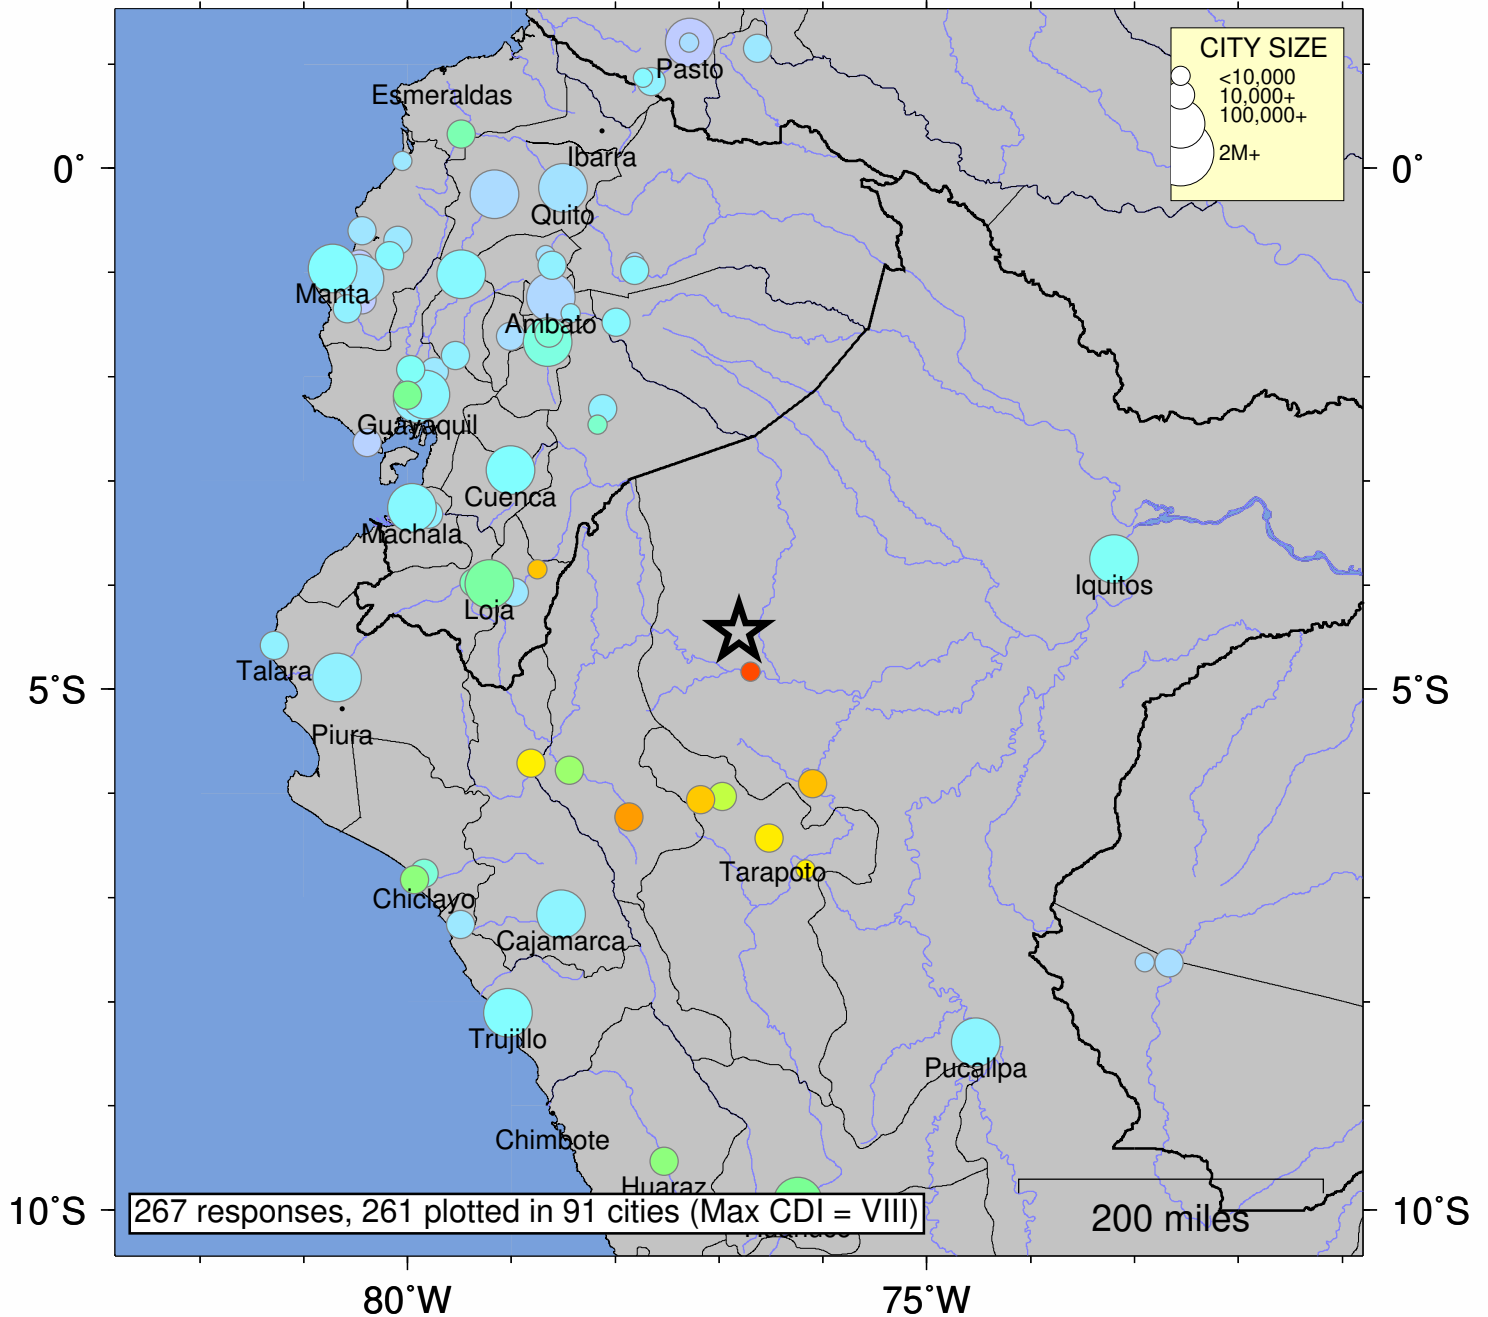 CITY SIZE
<10,000
10,000+
100,000+
2M+
Pasto
Esmeraldas
Ibarra
0° 0°
Quito
Manta
Ambato
Guayaquil
Cuenca
Machala
Iquitos
Loja
Talara
5°S 5°S
Piura
Tarapoto
Chiclayo
Cajamarca
Trujillo
Pucallpa
Chimbote
Huaraz
267 responses, 261 plotted in 91 cities (Max CDI = VIII)
10°S 10°S
200 miles
80°W 75°W